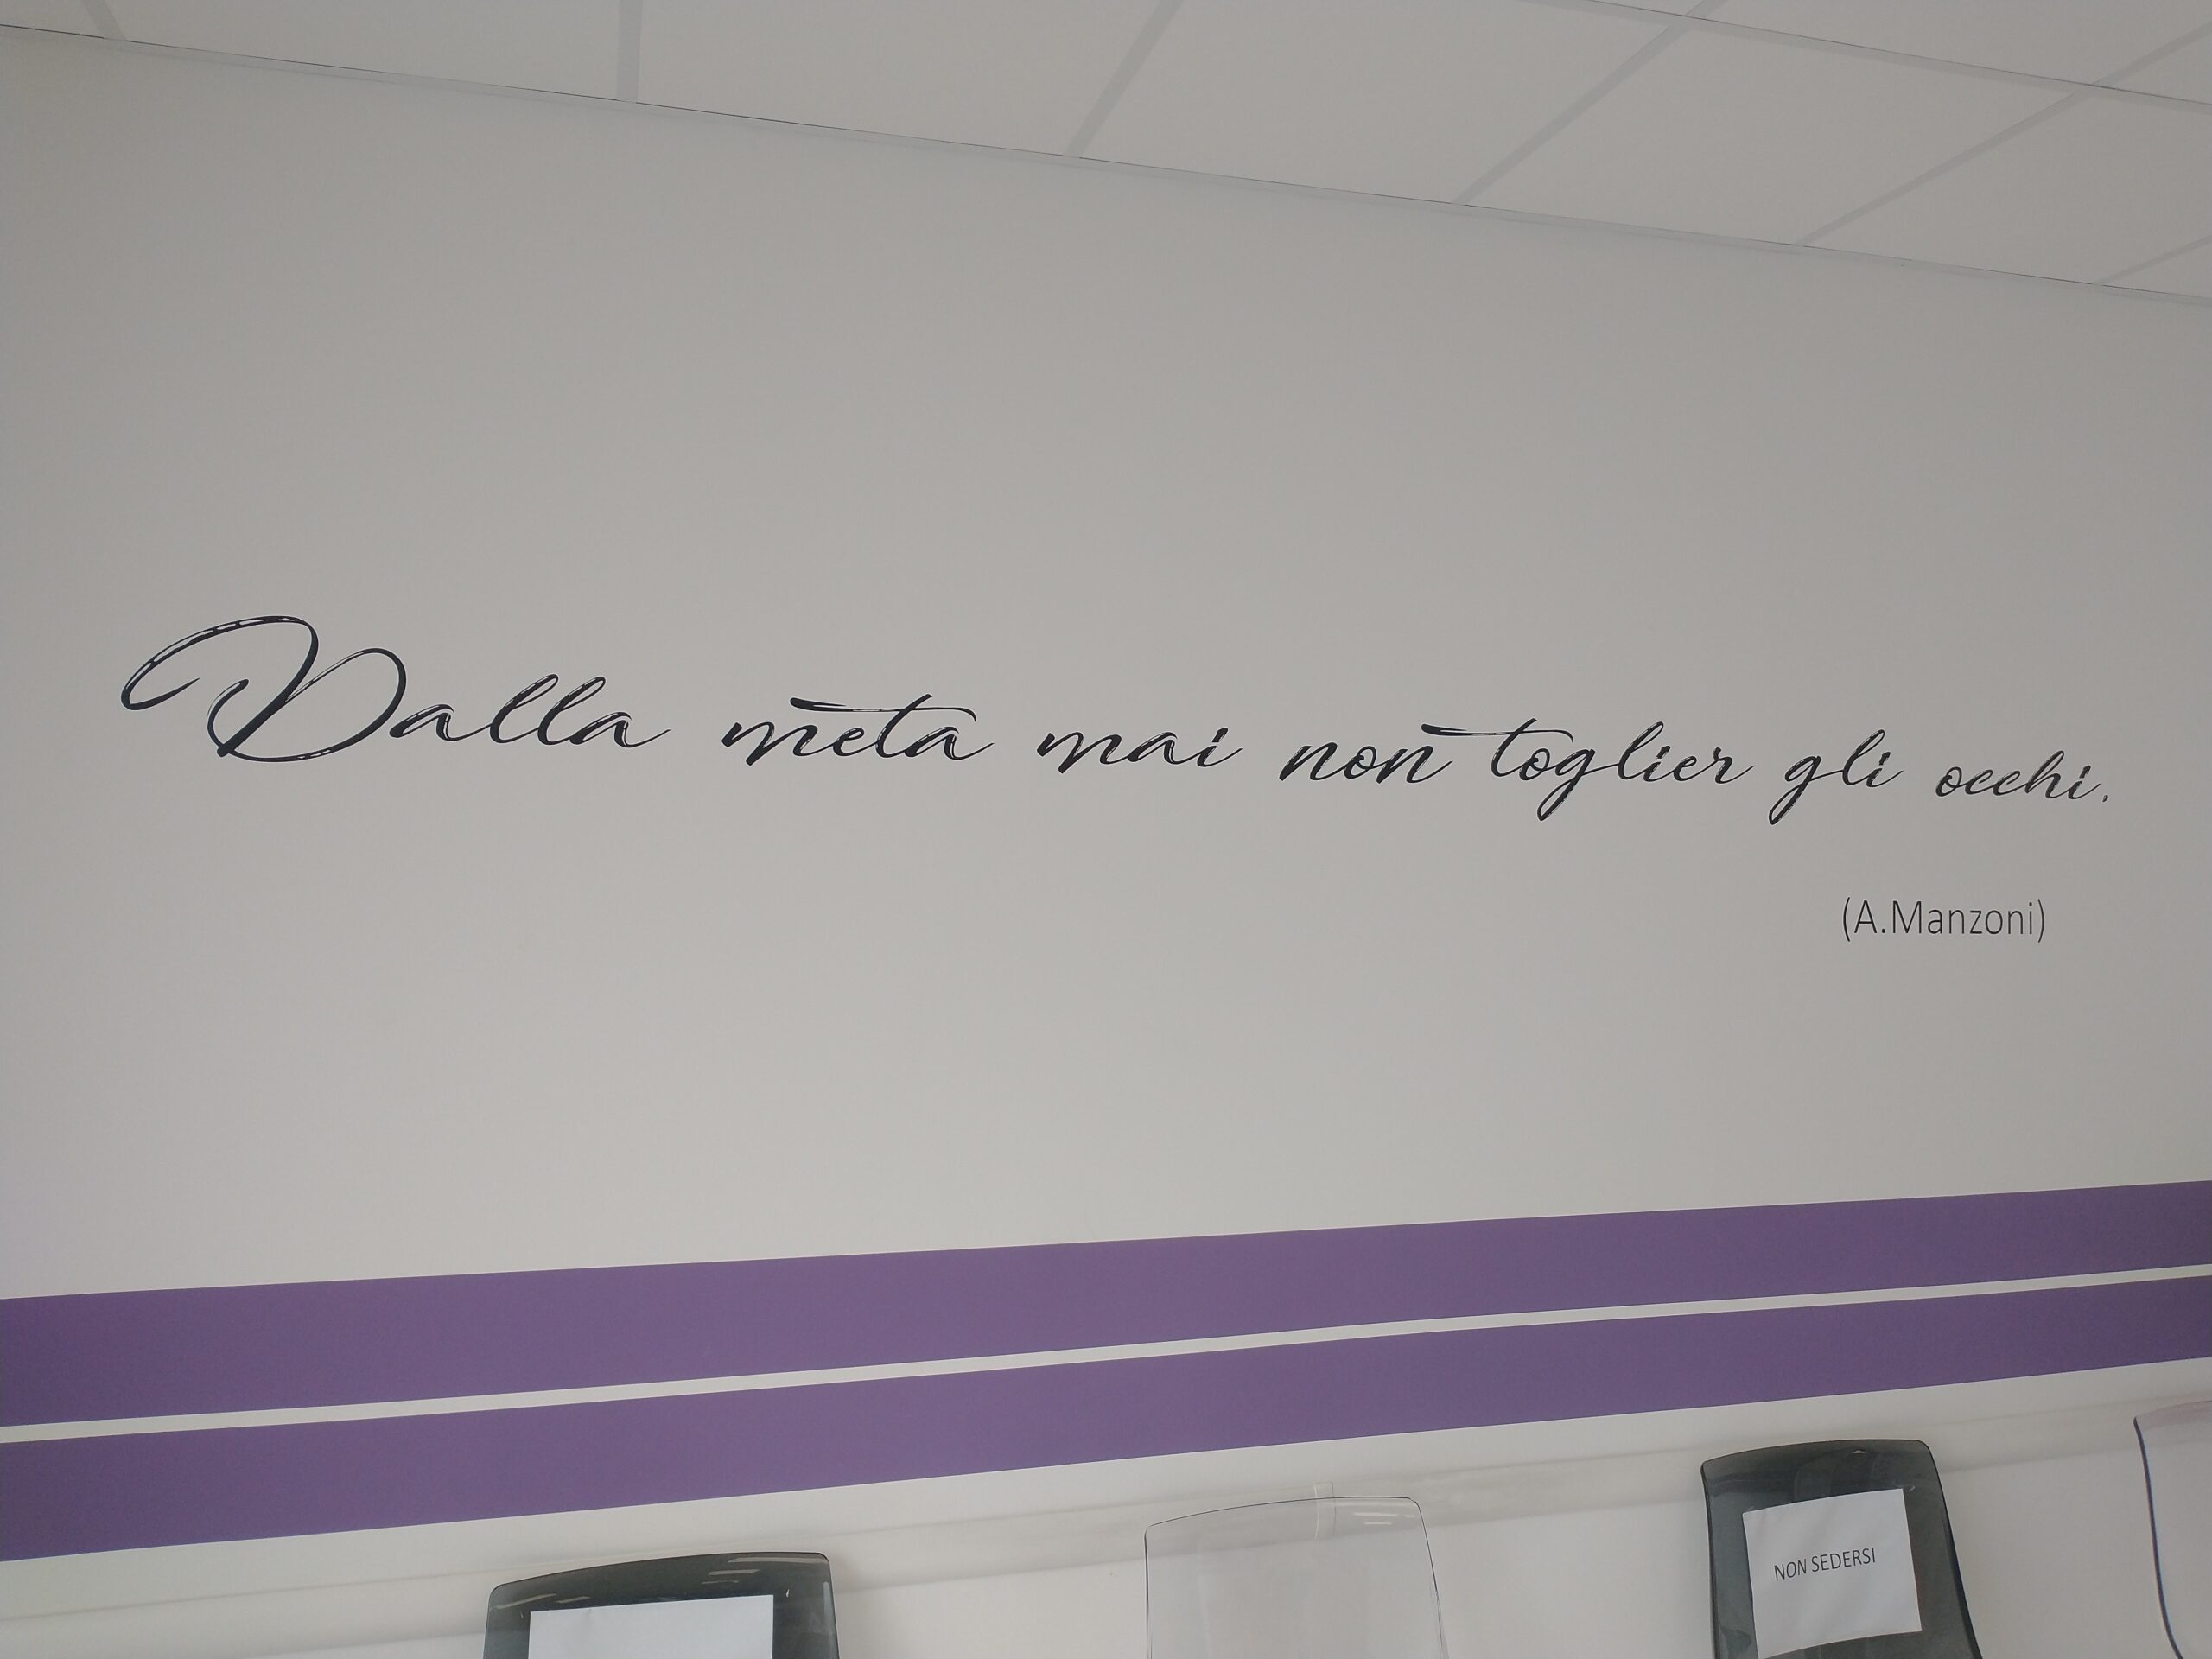 Dalla meta mai non toglier gli occhi.
(A.Manzoni)
NON SEDERSI